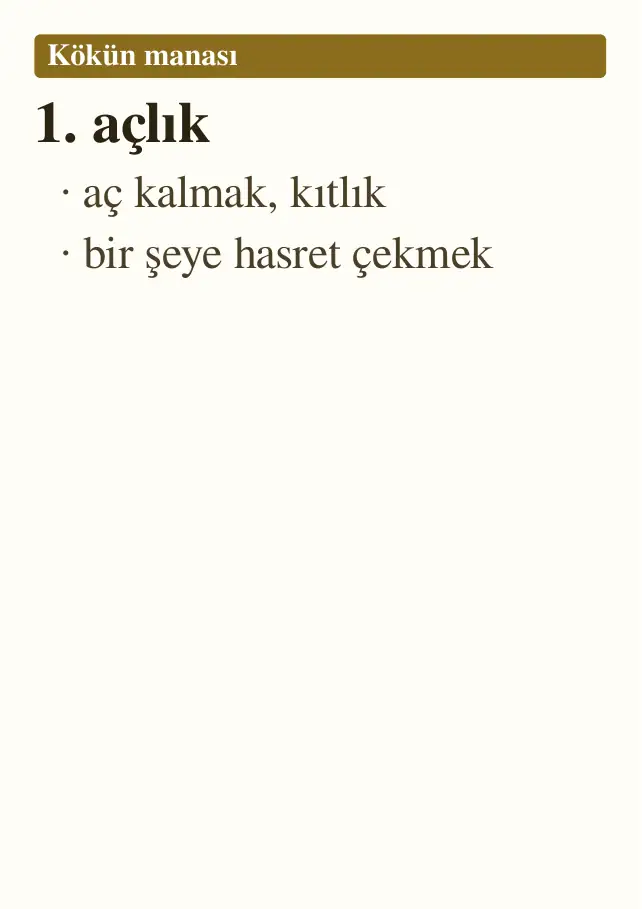 Kökün manası
1. açlık
· aç kalmak, kıtlık
· bir şeye hasret çekmek